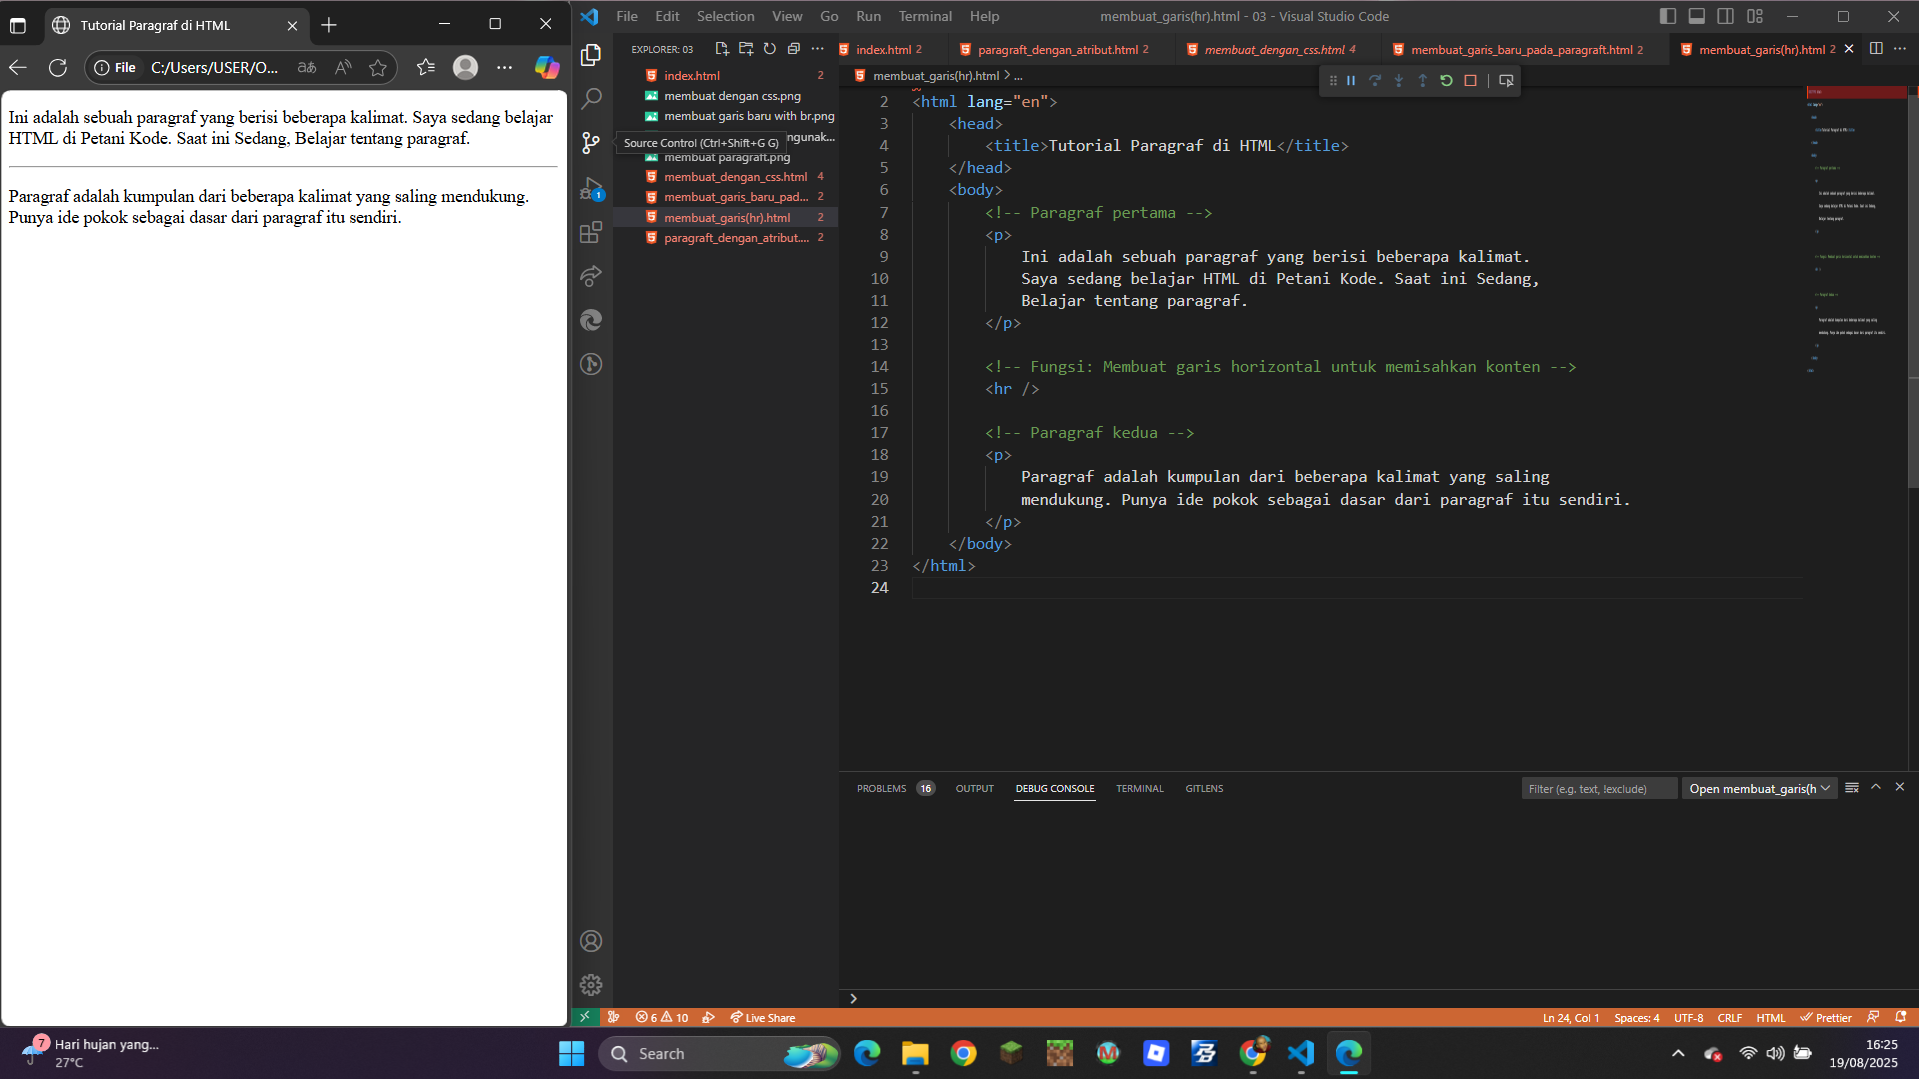 Tutorial Paragraf di HTML
File
C:/Users/USER/O...
Ini adalah sebuah paragraf yang berisi beberapa kalimat. Saya sedang belajar
HTML di Petani Kode. Saat ini Sedang, Belajar tentang paragraf.
Paragraf adalah kumpulan dari beberapa kalimat yang saling mendukung.
Punya ide pokok sebagai dasar dari paragraf itu sendiri.
File Edit Selection View Go Run Terminal Help
membuat_garis(hr).html - 03 - Visual Studio Code
EXPLORER: 03
index.html 2
membuat dengan css.png
membuat garis baru with br.png
ngunak...
membuat paragraft.png
membuat_dengan_css.html 4
membuat_garis_baru_pad... 2
membuat_garis(hr).html 2
paragraft_dengan_atribut.... 2
Source Control (Ctrl+Shift+G G)
1
index.html 2
paragraft_dengan_atribut.html 2
membuat_dengan_css.html 4
membuat_garis_baru_pada_paragraft.html 2
membuat_garis(hr).html 2
membuat_garis(hr).html > ...
2 <html lang="en">
3 <head>
4 <title>Tutorial Paragraf di HTML</title>
5 </head>
6 <body>
7 <!-- Paragraf pertama -->
8 <p>
9 Ini adalah sebuah paragraf yang berisi beberapa kalimat.
10 Saya sedang belajar HTML di Petani Kode. Saat ini Sedang,
11 Belajar tentang paragraf.
12 </p>
13
14 <!-- Fungsi: Membuat garis horizontal untuk memisahkan konten -->
15 <hr />
16
17 <!-- Paragraf kedua -->
18 <p>
19 Paragraf adalah kumpulan dari beberapa kalimat yang saling
20 mendukung. Punya ide pokok sebagai dasar dari paragraf itu sendiri.
21 </p>
22 </body>
23 </html>
24
PROBLEMS 16 OUTPUT DEBUG CONSOLE TERMINAL GITLENS
Filter (e.g. text, !exclude)
Open membuat_garis(h
6 10 Live Share
Ln 24, Col 1 Spaces: 4 UTF-8 CRLF HTML Prettier
7
Hari hujan yang...
27°C
Search
16:25
19/08/2025